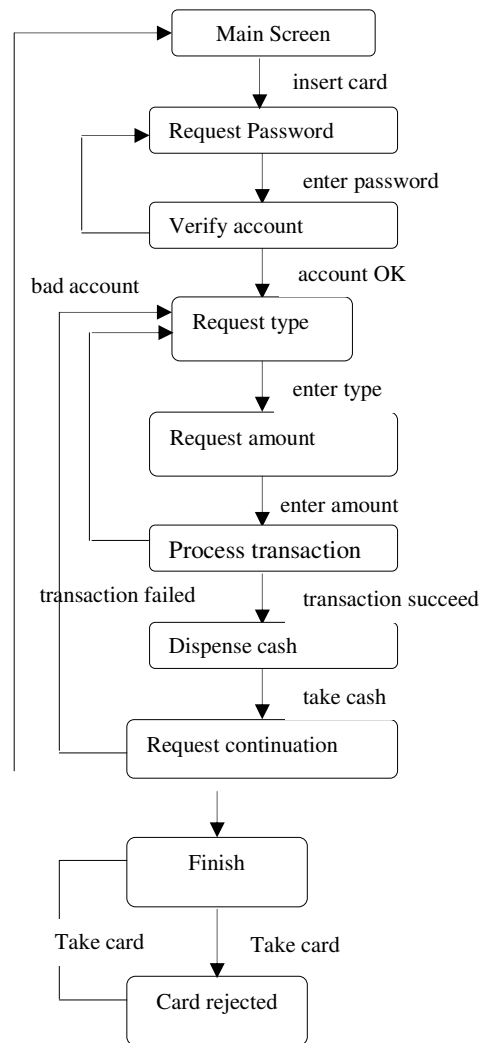 Main Screen
insert card
Request Password
enter password
Verify account
account OK
bad account
Request type
enter type
Request amount
enter amount
Process transaction
transaction failed
transaction succeed
Dispense cash
take cash
Request continuation
Finish
Take card
Take card
Card rejected